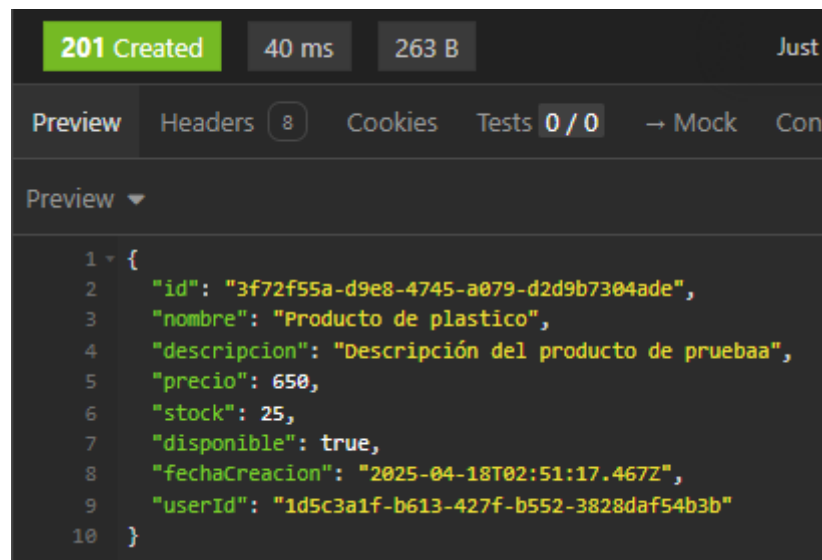 201 Created 40 ms 263 B Just
Preview Headers 8 Cookies Tests 0 / 0 → Mock Con
Preview
1 {
2 "id": "3f72f55a-d9e8-4745-a079-d2d9b7304ade",
3 "nombre": "Producto de plastico",
4 "descripcion": "Descripción del producto de pruebaa",
5 "precio": 650,
6 "stock": 25,
7 "disponible": true,
8 "fechaCreacion": "2025-04-18T02:51:17.467Z",
9 "userId": "1d5c3a1f-b613-427f-b552-3828daf54b3b"
10 }